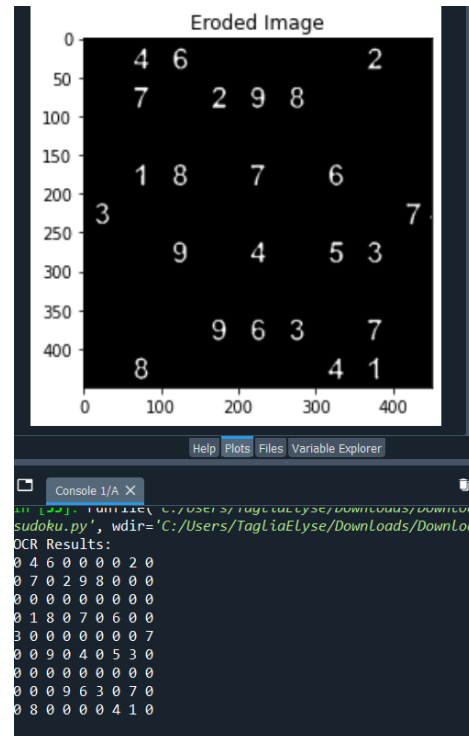 Eroded Image
0
4 6 2
50
7 2 9 8
100
150
1 8 7 6
200
3 7
250
9 4 5 3
300
350
9 6 3 7
400
8 4 1
0 100 200 300 400
Help Plots Files Variable Explorer
Console 1/A X
In [55]: runfile('C:/Users/TagliaElyse/Downloads/Downlo
sudoku.py', wdir='C:/Users/TagliaElyse/Downloads/Downlo
OCR Results:
0 4 6 0 0 0 0 2 0
0 7 0 2 9 8 0 0 0
0 0 0 0 0 0 0 0 0
0 1 8 0 7 0 6 0 0
3 0 0 0 0 0 0 0 7
0 0 9 0 4 0 5 3 0
0 0 0 0 0 0 0 0 0
0 0 0 9 6 3 0 7 0
0 8 0 0 0 0 4 1 0